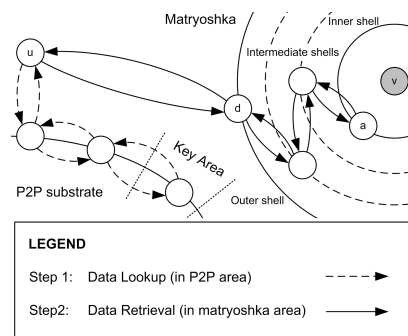 Matryoshka
Inner shell
Intermediate shells
u
v
d
a
Key Area
P2P substrate
Outer shell
LEGEND
Step 1: Data Lookup (in P2P area)
Step2: Data Retrieval (in matryoshka area)